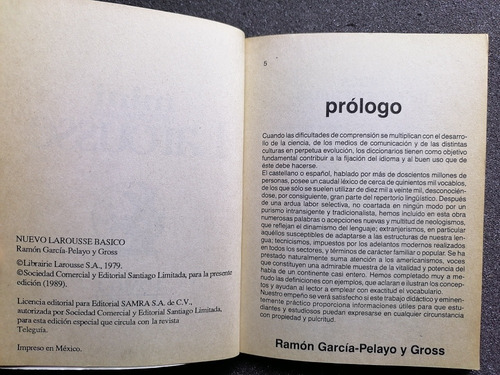 NUEVO LAROUSSE BASICO
Ramón García-Pelayo y Gross
©Librairie Larousse S.A., 1979.
©Sociedad Comercial y Editorial Santiago Limitada, para la presente
edición (1989).
Licencia editorial para Editorial SAMRA S.A. de C.V.,
autorizada por Sociedad Comercial y Editorial Santiago Limitada,
para esta edición especial que circula con la revista
Teleguía.
Impreso en México.
5
prólogo
Cuando las dificultades de comprensión se multiplican con el desarro-
llo de la ciencia, de los medios de comunicación y de las distintas
culturas en perpetua evolución, los diccionarios tienen como objetivo
fundamental contribuir a la fijación del idioma y al buen uso que de
éste debe hacerse.
El castellano o español, hablado por más de doscientos millones de
personas, posee un caudal léxico de cerca de quinientos mil vocablos,
de los que sólo se suelen utilizar de diez mil a veinte mil, desconocién-
dose, por consiguiente, gran parte del repertorio lingüístico. Después
de una ardua labor selectiva, no coartada en ningún modo por un
purismo intransigente y tradicionalista, hemos incluido en esta obra
numerosas palabras o acepciones nuevas y multitud de neologismos,
que reflejan el dinamismo del lenguaje; extranjerismos, en particular
aquéllos susceptibles de adaptarse a las estructuras de nuestra len-
gua; tecnicismos, impuestos por los adelantos modernos realizados
en todos los sectores, y términos de carácter familiar o popular. Se ha
prestado naturalmente suma atención a los americanismos, voces
que constituyen una admirable muestra de la vitalidad y potencia del
habla de un continente casi entero. Hemos completado muy a me-
nudo las definiciones con ejemplos, que aclaran e ilustran los concep-
tos y ayudan al lector a emplear con exactitud el vocabulario.
Nuestro empeño se verá satisfecho si este trabajo didáctico y eminen-
temente práctico proporciona informaciones útiles para que estu-
diantes y estudiosos puedan expresarse en cualquier circunstancia
con propiedad y pulcritud.
Ramón García-Pelayo y Gross